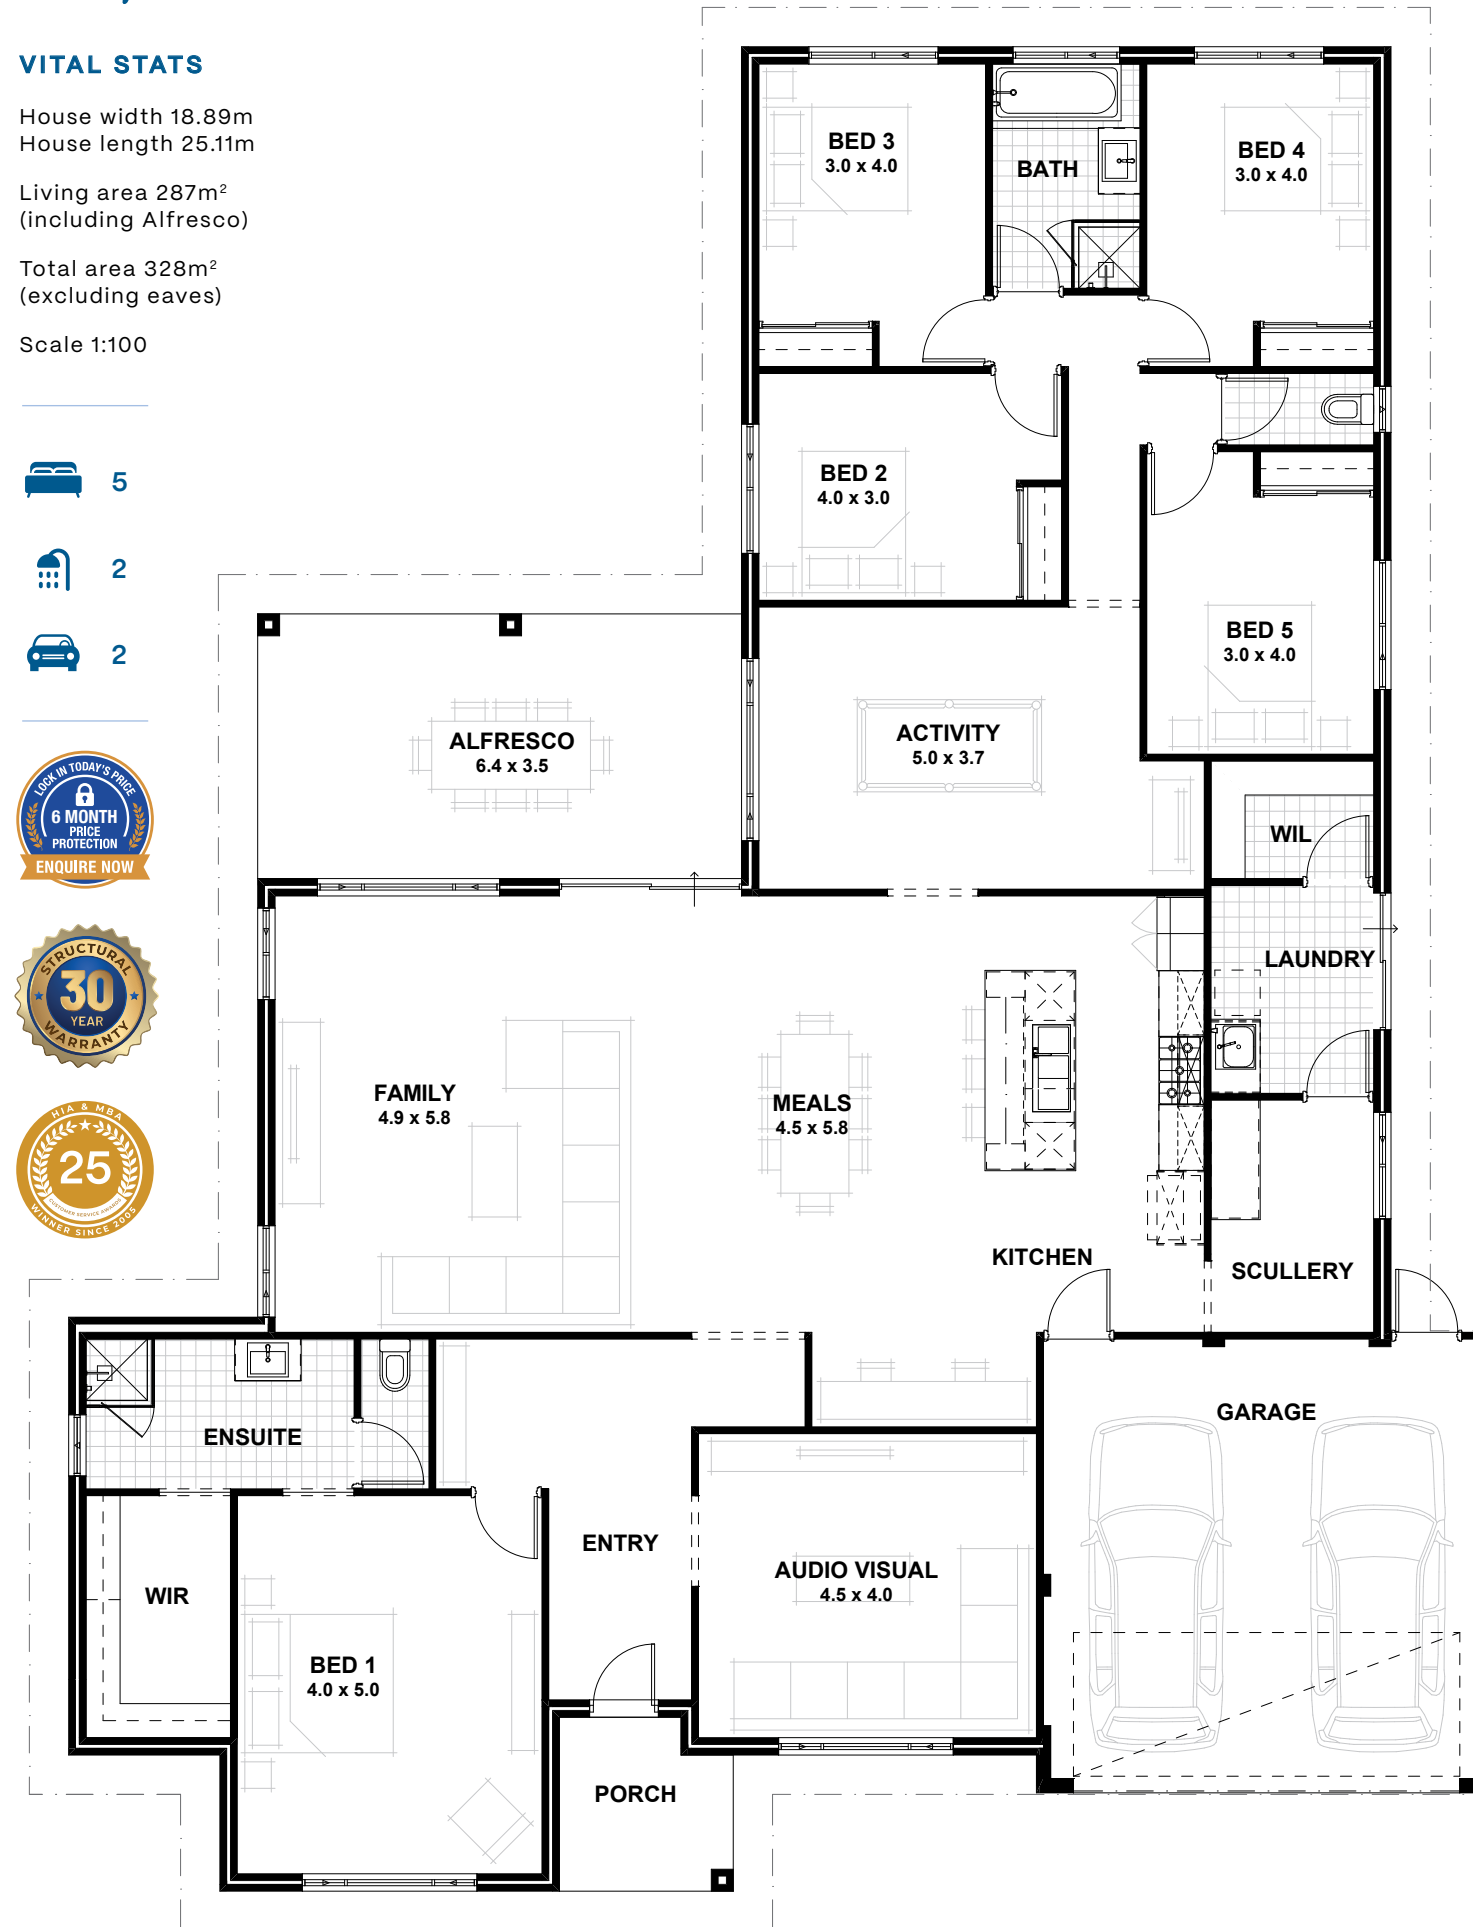 VITAL STATS
House width 18.89m
House length 25.11m
Living area 287m²
(including Alfresco)
Total area 328m²
(excluding eaves)
Scale 1:100
5
2
2
LOCK IN TODAY'S PRICE
6 MONTH
PRICE
PROTECTION
ENQUIRE NOW
STRUCTURAL
30
YEAR
WARRANTY
HIA & MBA
25
CUSTOMER SERVICE AWARDS
WINNER SINCE 2005
BED 3
3.0 x 4.0
BATH
BED 4
3.0 x 4.0
BED 2
4.0 x 3.0
BED 5
3.0 x 4.0
ALFRESCO
6.4 x 3.5
ACTIVITY
5.0 x 3.7
WIL
LAUNDRY
FAMILY
4.9 x 5.8
MEALS
4.5 x 5.8
KITCHEN
SCULLERY
ENSUITE
GARAGE
ENTRY
AUDIO VISUAL
4.5 x 4.0
WIR
BED 1
4.0 x 5.0
PORCH